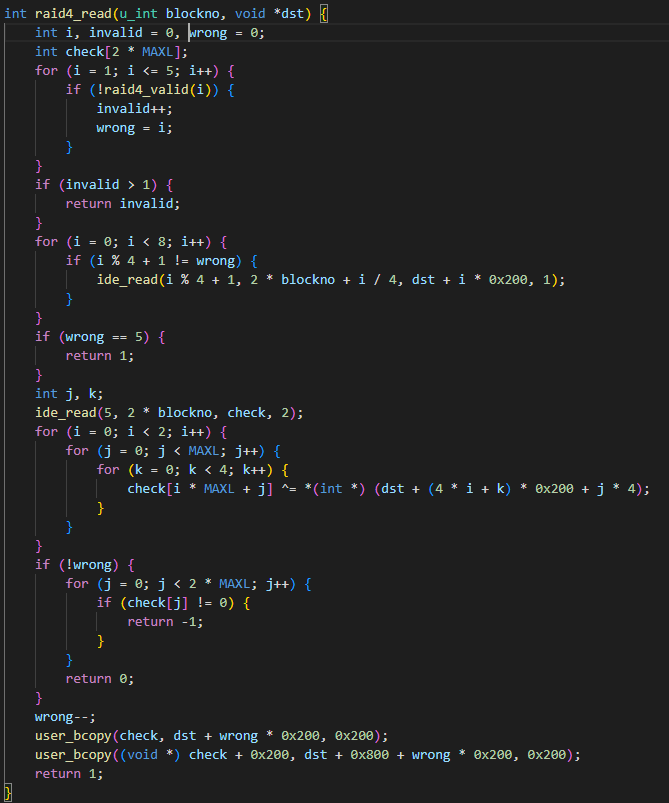 int raid4_read(u_int blockno, void *dst) {
    int i, invalid = 0, wrong = 0;
    int check[2 * MAXL];
    for (i = 1; i <= 5; i++) {
        if (!raid4_valid(i)) {
            invalid++;
            wrong = i;
        }
    }
    if (invalid > 1) {
        return invalid;
    }
    for (i = 0; i < 8; i++) {
        if (i % 4 + 1 != wrong) {
            ide_read(i % 4 + 1, 2 * blockno + i / 4, dst + i * 0x200, 1);
        }
    }
    if (wrong == 5) {
        return 1;
    }
    int j, k;
    ide_read(5, 2 * blockno, check, 2);
    for (i = 0; i < 2; i++) {
        for (j = 0; j < MAXL; j++) {
            for (k = 0; k < 4; k++) {
                check[i * MAXL + j] ^= *(int *) (dst + (4 * i + k) * 0x200 + j * 4);
            }
        }
    }
    if (!wrong) {
        for (j = 0; j < 2 * MAXL; j++) {
            if (check[j] != 0) {
                return -1;
            }
        }
        return 0;
    }
    wrong--;
    user_bcopy(check, dst + wrong * 0x200, 0x200);
    user_bcopy((void *) check + 0x200, dst + 0x800 + wrong * 0x200, 0x200);
    return 1;
}